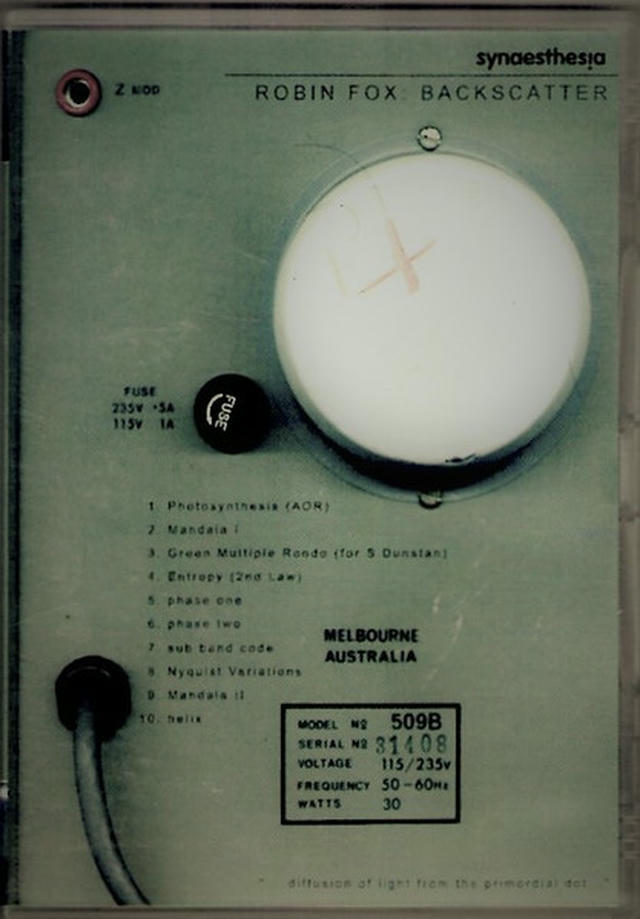 synaesthesia
Z MOD
ROBIN FOX: BACKSCATTER
FUSE
235V ·5A
115V 1A
FUSE
1. Photosynthesis (AOR)
2. Mandala I
3. Green Multiple Rondo (for S Dunstan)
4. Entropy (2nd Law)
5. phase one
6. phase two
7. sub band code
8. Nyquist Variations
9. Mandala II
10. helix
MELBOURNE
AUSTRALIA
MODEL Nº 509B
SERIAL Nº 31408
VOLTAGE 115/235V
FREQUENCY 50-60Hz
WATTS 30
" diffusion of light from the primordial dot..."